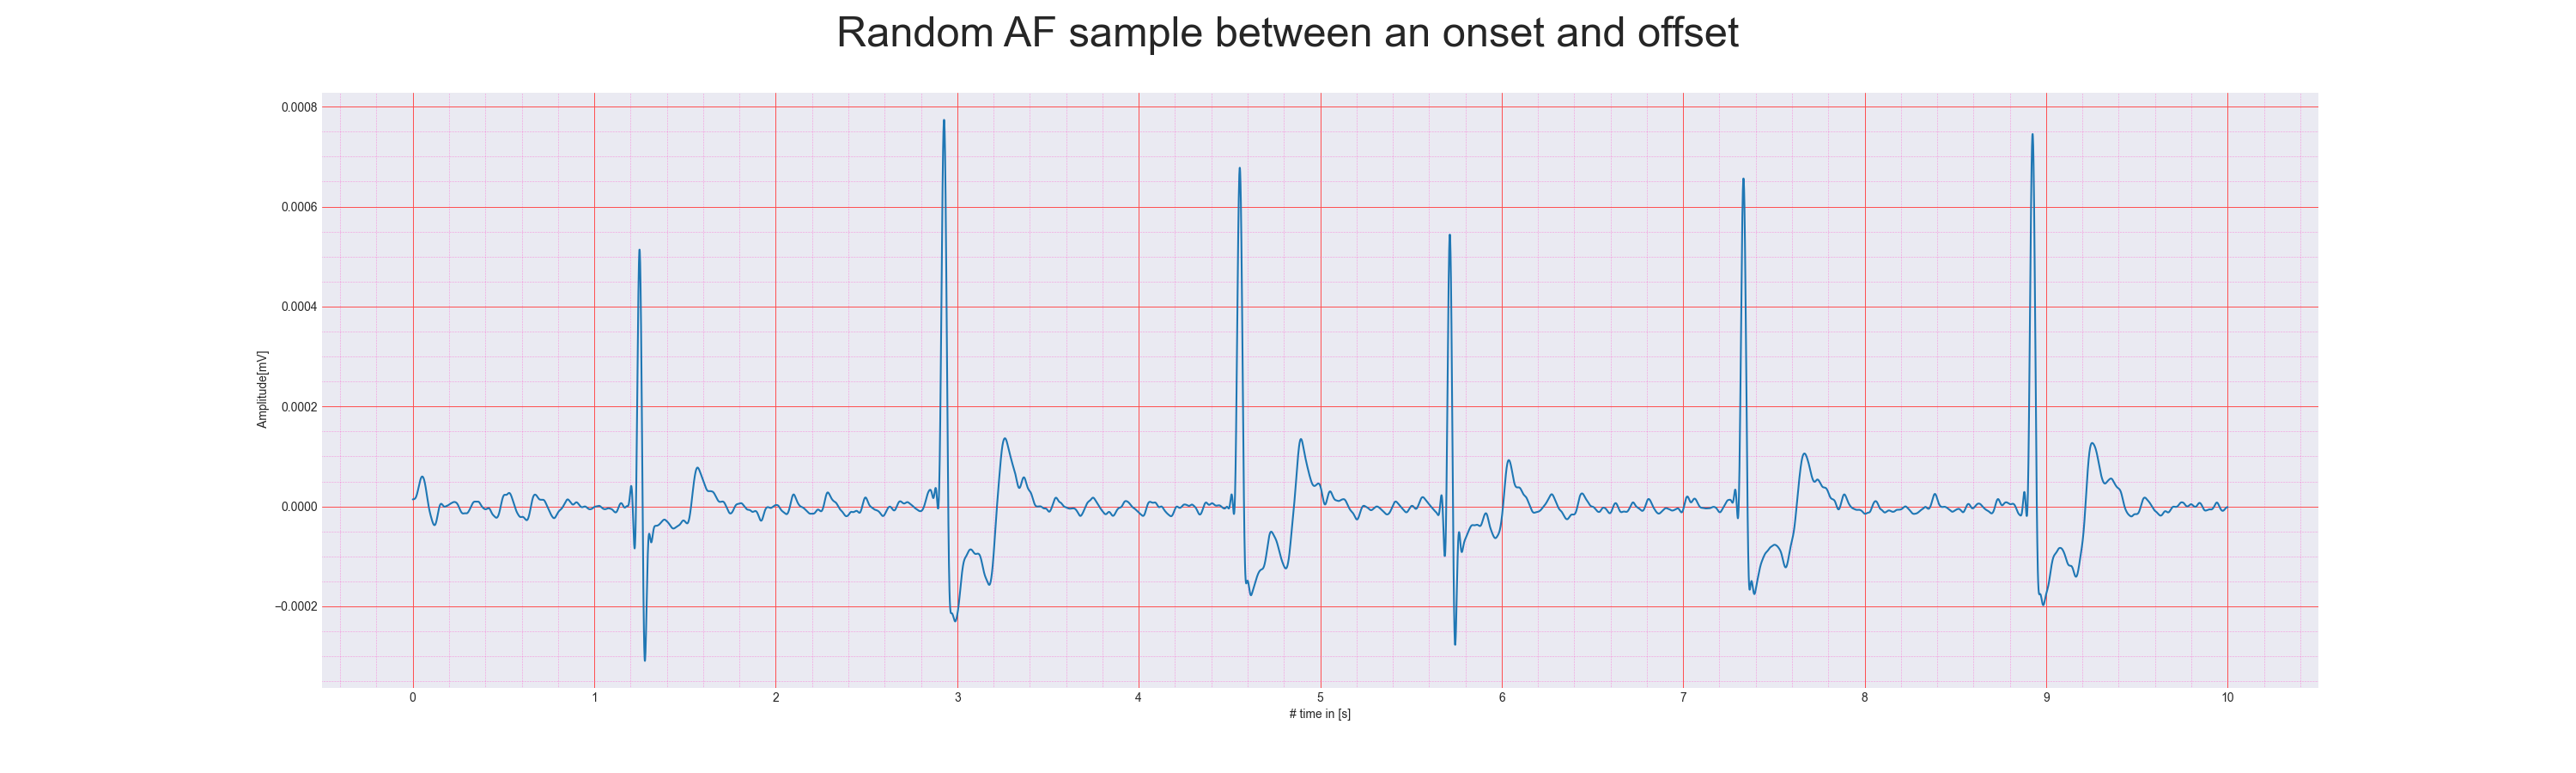 Random AF sample between an onset and offset
0.0008
0.0006
0.0004
0.0002
0.0000
−0.0002
Amplitude[mV]
0 1 2 3 4 5 6 7 8 9 10
# time in [s]